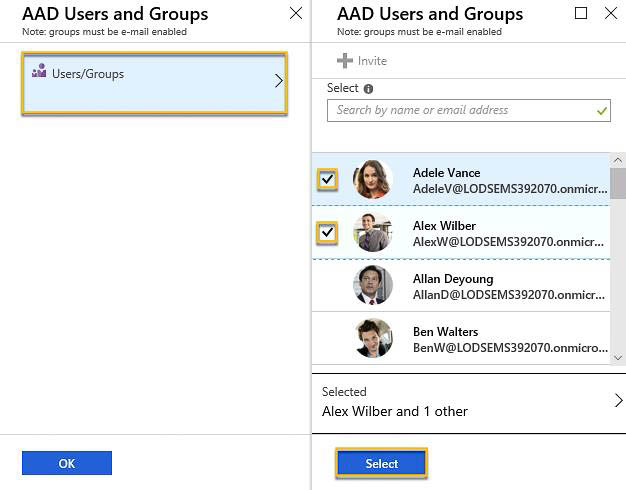 AAD Users and Groups
Note: groups must be e-mail enabled
Users/Groups
OK
AAD Users and Groups
Note: groups must be e-mail enabled
Invite
Select
Search by name or email address
Adele Vance
AdeleV@LODSEMS392070.onmicr...
Alex Wilber
AlexW@LODSEMS392070.onmicr...
Allan Deyoung
AllanD@LODSEMS392070.onmicr...
Ben Walters
BenW@LODSEMS392070.onmicro...
Selected
Alex Wilber and 1 other
Select